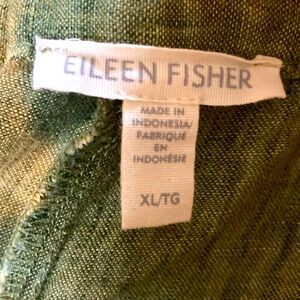 EILEEN FISHER
MADE IN
INDONESIA/
FABRIQUÉ
EN
INDONÉSIE
XL/TG